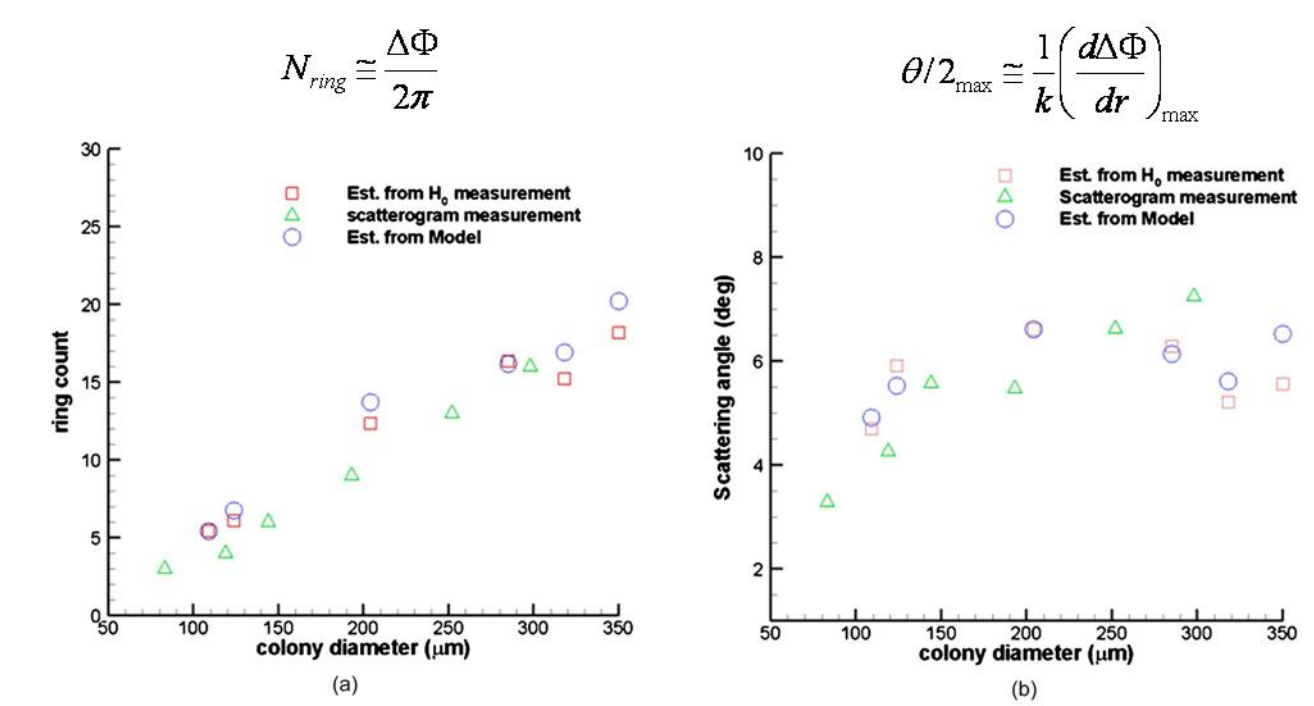 N_ring ≅ ΔΦ / 2π
θ/2_max ≅ 1/k (dΔΦ/dr)_max
30
25
20
15
10
5
0
ring count
Est. from H₀ measurement
scatterogram measurement
Est. from Model
50 100 150 200 250 300 350
colony diameter (μm)
(a)
10
8
6
4
2
Scattering angle (deg)
Est. from H₀ measurement
Scatterogram measurement
Est. from Model
50 100 150 200 250 300 350
colony diameter (μm)
(b)